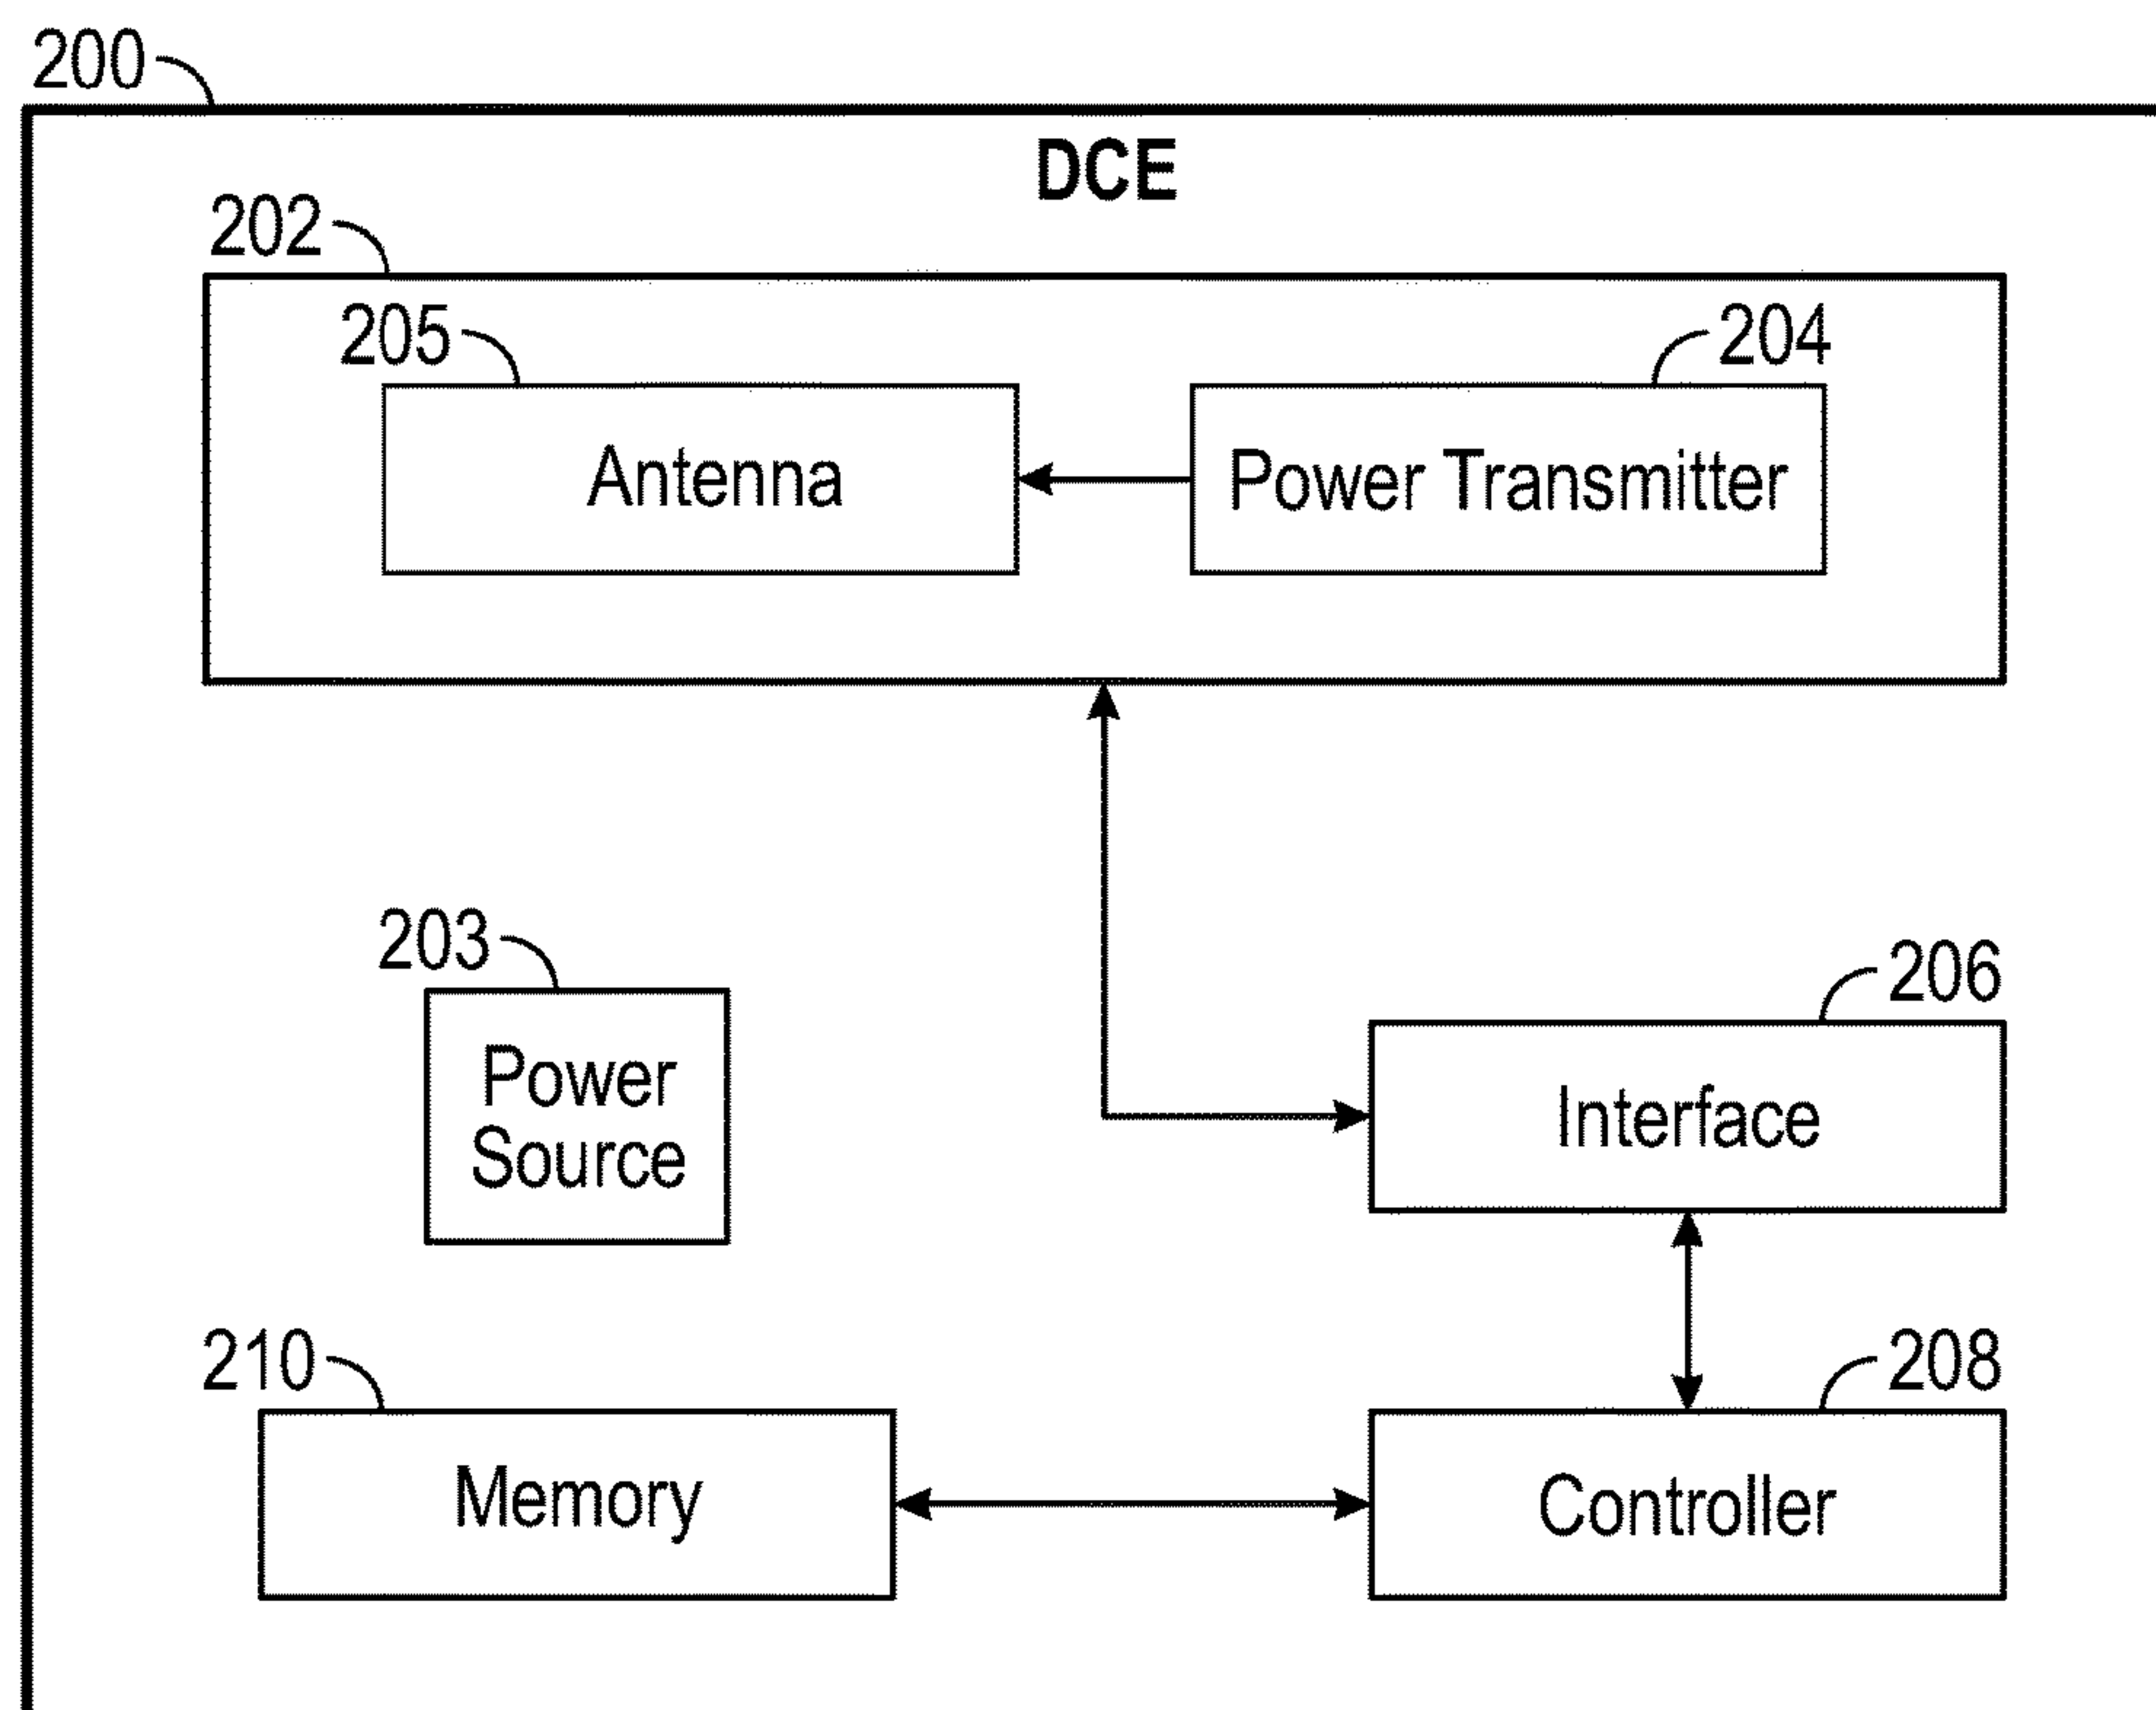 200
DCE
202
205
204
Antenna
Power Transmitter
203
206
Power
Source
Interface
210
208
Memory
Controller